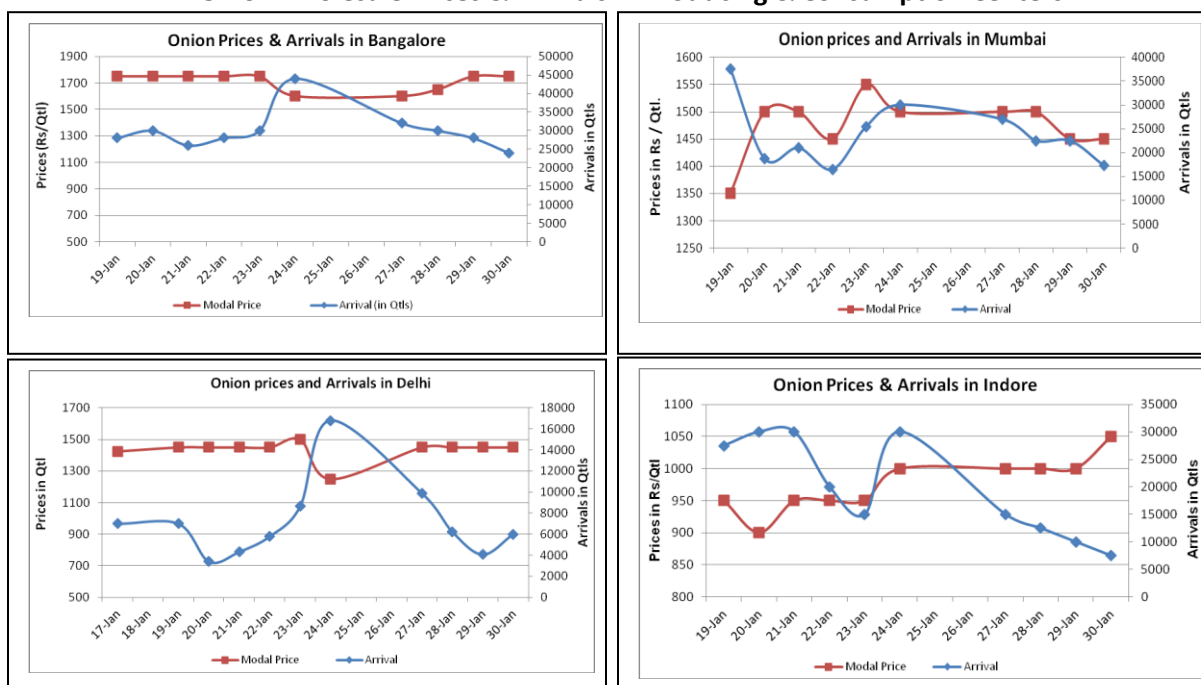 Producing & Consumption Centers
Onion Prices & Arrivals in Bangalore
Prices (Rs/Qtl)
1900
1700
1500
1300
1100
900
700
500
50000
45000
40000
35000
30000
25000
20000
15000
10000
5000
0
Arrivals in Qtls
19-Jan
20-Jan
21-Jan
22-Jan
23-Jan
24-Jan
25-Jan
26-Jan
27-Jan
28-Jan
29-Jan
30-Jan
Modal Price
Arrival (in Qtls)
Onion prices and Arrivals in Mumbai
Prices in Rs / Qtl.
1600
1550
1500
1450
1400
1350
1300
1250
40000
35000
30000
25000
20000
15000
10000
5000
0
Arrivals in Qtls
19-Jan
20-Jan
21-Jan
22-Jan
23-Jan
24-Jan
25-Jan
26-Jan
27-Jan
28-Jan
29-Jan
30-Jan
Modal Price
Arrival
Onion prices and Arrivals in Delhi
Prices in Qtl
1700
1500
1300
1100
900
700
500
18000
16000
14000
12000
10000
8000
6000
4000
2000
0
Arrivals in Qtls
17-Jan
18-Jan
19-Jan
20-Jan
21-Jan
22-Jan
23-Jan
24-Jan
25-Jan
26-Jan
27-Jan
28-Jan
29-Jan
30-Jan
Modal Price
Arrival
Onion Prices & Arrivals in Indore
Prices in Rs/Qtl
1100
1050
1000
950
900
850
800
35000
30000
25000
20000
15000
10000
5000
0
Arrivals in Qtls
19-Jan
20-Jan
21-Jan
22-Jan
23-Jan
24-Jan
25-Jan
26-Jan
27-Jan
28-Jan
29-Jan
30-Jan
Modal Price
Arrival